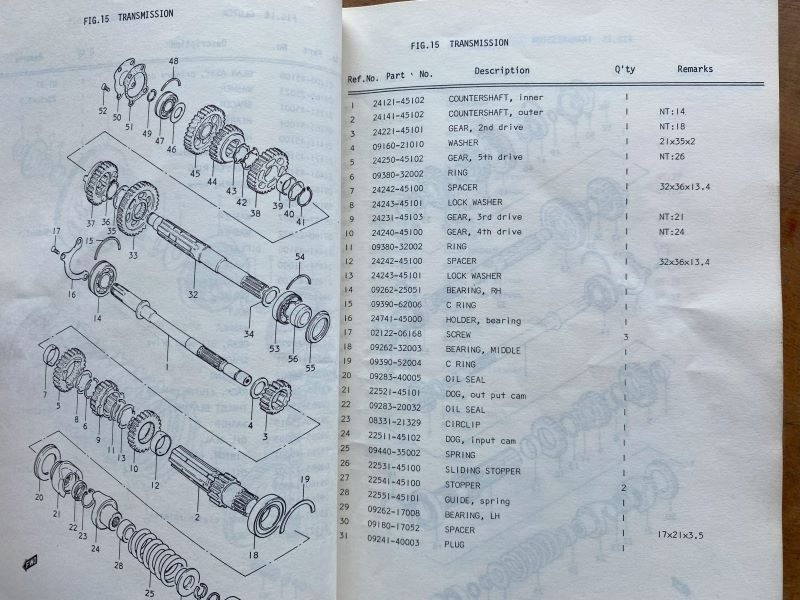 FIG.15 TRANSMISSION
48
52
50
51
49
47
46
45
44
43
42
38
39
40
41
37
36
35
33
17
15
16
14
32
54
34
53
56
55
1
7
5
8
6
9
11
13
10
12
4
3
2
19
18
20
21
22
23
24
28
25
FWD
FIG.15 TRANSMISSION
Ref.No. Part No. Description Q'ty Remarks
1 24121-45102 COUNTERSHAFT, inner 1
2 24141-45102 COUNTERSHAFT, outer 1 NT:14
3 24221-45101 GEAR, 2nd drive 1 NT:18
4 09160-21010 WASHER 1 21x35x2
5 24250-45102 GEAR, 5th drive 1 NT:26
6 09380-32002 RING 1
7 24242-45100 SPACER 1 32x36x13.4
8 24243-45101 LOCK WASHER 1
9 24231-45103 GEAR, 3rd drive 1 NT:21
10 24240-45100 GEAR, 4th drive 1 NT:24
11 09380-32002 RING 1
12 24242-45100 SPACER 1 32x36x13.4
13 24243-45101 LOCK WASHER 1
14 09262-25051 BEARING, RH 1
15 09390-62006 C RING 1
16 24741-45000 HOLDER, bearing 1
17 02122-06168 SCREW 3
18 09262-32003 BEARING, MIDDLE 1
19 09390-52004 C RING 1
20 09283-40005 OIL SEAL 1
21 22521-45101 DOG, out put cam 1
22 09283-20032 OIL SEAL 1
23 08331-21329 CIRCLIP 1
24 22511-45102 DOG, input cam 1
25 09440-35002 SPRING 1
26 22531-45100 SLIDING STOPPER 1
27 22541-45100 STOPPER 2
28 22551-45101 GUIDE, spring 1
29 09262-17008 BEARING, LH 1
30 09180-17052 SPACER 1 17x21x3.5
31 09241-40003 PLUG 1